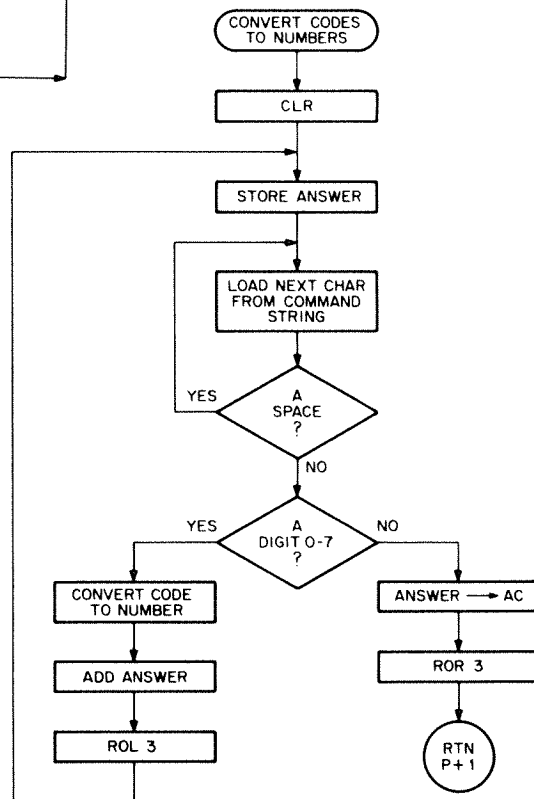 CONVERT CODES
TO NUMBERS
CLR
STORE ANSWER
LOAD NEXT CHAR
FROM COMMAND
STRING
YES
A
SPACE
?
NO
YES
A
DIGIT 0-7
?
NO
CONVERT CODE
TO NUMBER
ANSWER → AC
ADD ANSWER
ROR 3
ROL 3
RTN
P+1